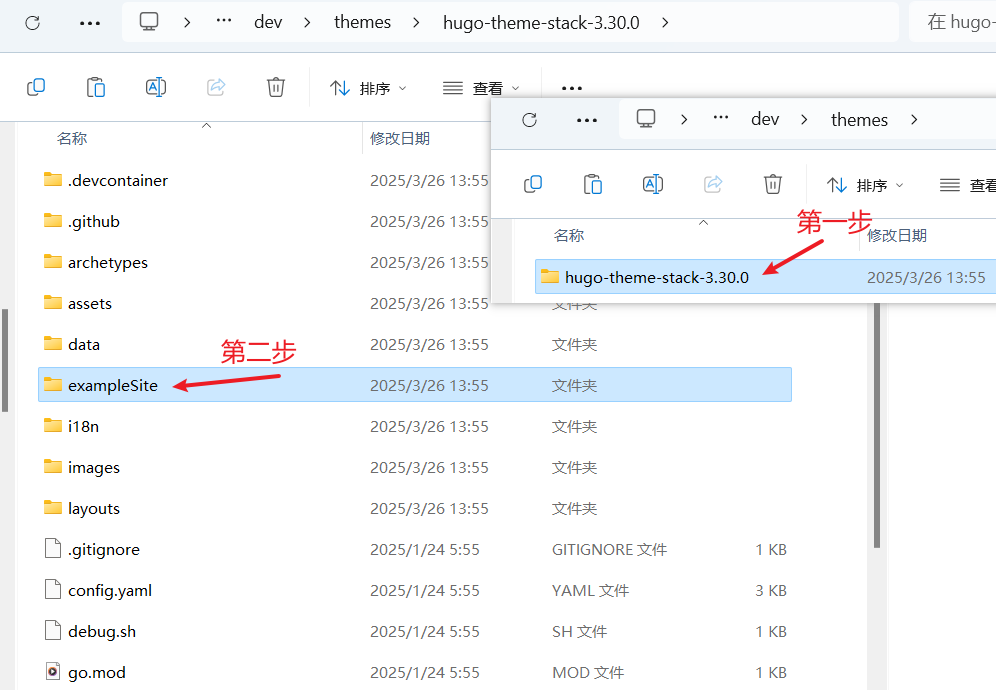 dev > themes > hugo-theme-stack-3.30.0 >
在 hugo-
排序
查看
名称
修改日期
.devcontainer 2025/3/26 13:55
.github 2025/3/26 13:55
archetypes 2025/3/26 13:55
assets 2025/3/26 13:55 文件夹
data 2025/3/26 13:55 文件夹
第二步
exampleSite 2025/3/26 13:55 文件夹
i18n 2025/3/26 13:55 文件夹
images 2025/3/26 13:55 文件夹
layouts 2025/3/26 13:55 文件夹
.gitignore 2025/1/24 5:55 GITIGNORE 文件 1 KB
config.yaml 2025/1/24 5:55 YAML 文件 3 KB
debug.sh 2025/1/24 5:55 SH 文件 1 KB
go.mod 2025/1/24 5:55 MOD 文件 1 KB
dev > themes >
排序
查看
第一步
名称
修改日期
hugo-theme-stack-3.30.0 2025/3/26 13:55